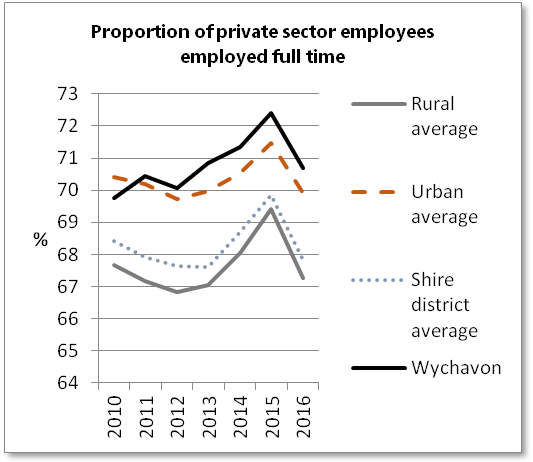 Proportion of private sector employees
employed full time
73
72
71
70
69
68
67
66
65
64
%
2010
2011
2012
2013
2014
2015
2016
Rural
average
Urban
average
Shire
district
average
Wychavon